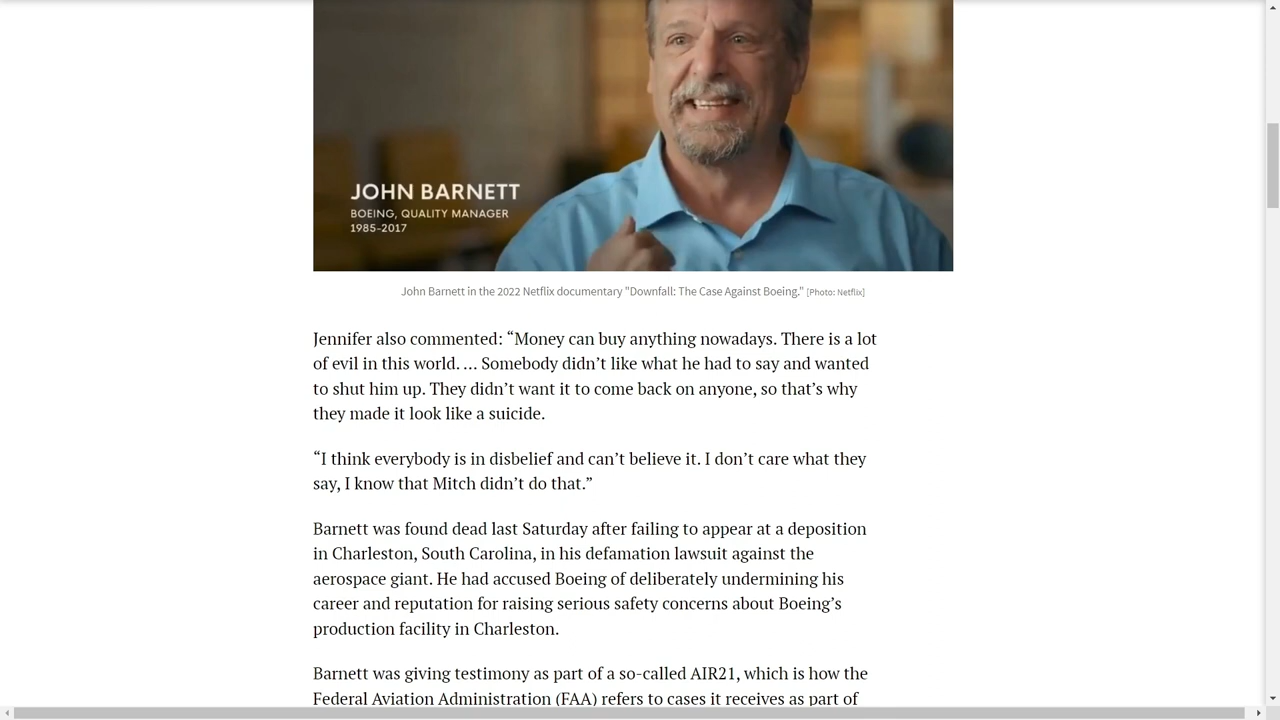 JOHN BARNETT
BOEING, QUALITY MANAGER
1985-2017
John Barnett in the 2022 Netflix documentary "Downfall: The Case Against Boeing." [Photo: Netflix]
Jennifer also commented: “Money can buy anything nowadays. There is a lot
of evil in this world. … Somebody didn’t like what he had to say and wanted
to shut him up. They didn’t want it to come back on anyone, so that’s why
they made it look like a suicide.
“I think everybody is in disbelief and can’t believe it. I don’t care what they
say, I know that Mitch didn’t do that.”
Barnett was found dead last Saturday after failing to appear at a deposition
in Charleston, South Carolina, in his defamation lawsuit against the
aerospace giant. He had accused Boeing of deliberately undermining his
career and reputation for raising serious safety concerns about Boeing’s
production facility in Charleston.
Barnett was giving testimony as part of a so-called AIR21, which is how the
Federal Aviation Administration (FAA) refers to cases it receives as part of